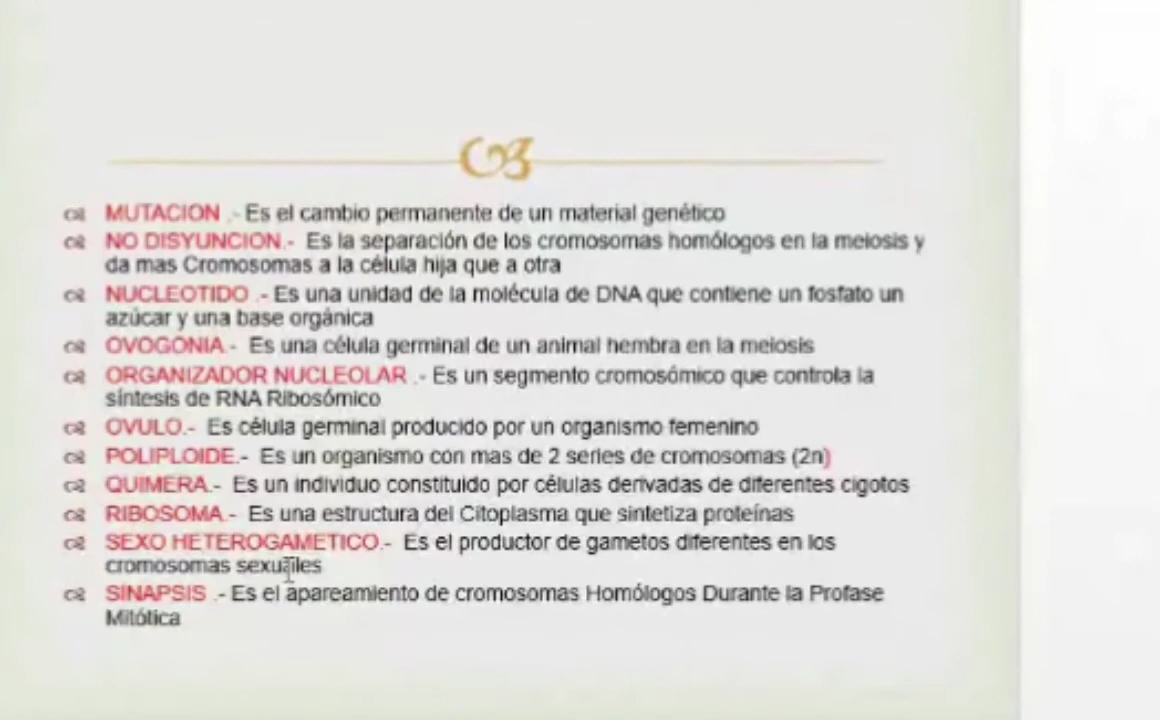 MUTACION .- Es el cambio permanente de un material genético
NO DISYUNCION.- Es la separación de los cromosomas homólogos en la meiosis y
da mas Cromosomas a la célula hija que a otra
NUCLEOTIDO .- Es una unidad de la molécula de DNA que contiene un fosfato un
azúcar y una base orgánica
OVOGONIA.- Es una célula germinal de un animal hembra en la meiosis
ORGANIZADOR NUCLEOLAR .- Es un segmento cromosómico que controla la
síntesis de RNA Ribosómico
OVULO.- Es célula germinal producido por un organismo femenino
POLIPLOIDE.- Es un organismo con mas de 2 series de cromosomas (2n)
QUIMERA.- Es un individuo constituido por células derivadas de diferentes cigotos
RIBOSOMA.- Es una estructura del Citoplasma que sintetiza proteínas
SEXO HETEROGAMETICO.- Es el productor de gametos diferentes en los
cromosomas sexuales
SINAPSIS .- Es el apareamiento de cromosomas Homólogos Durante la Profase
Mitótica